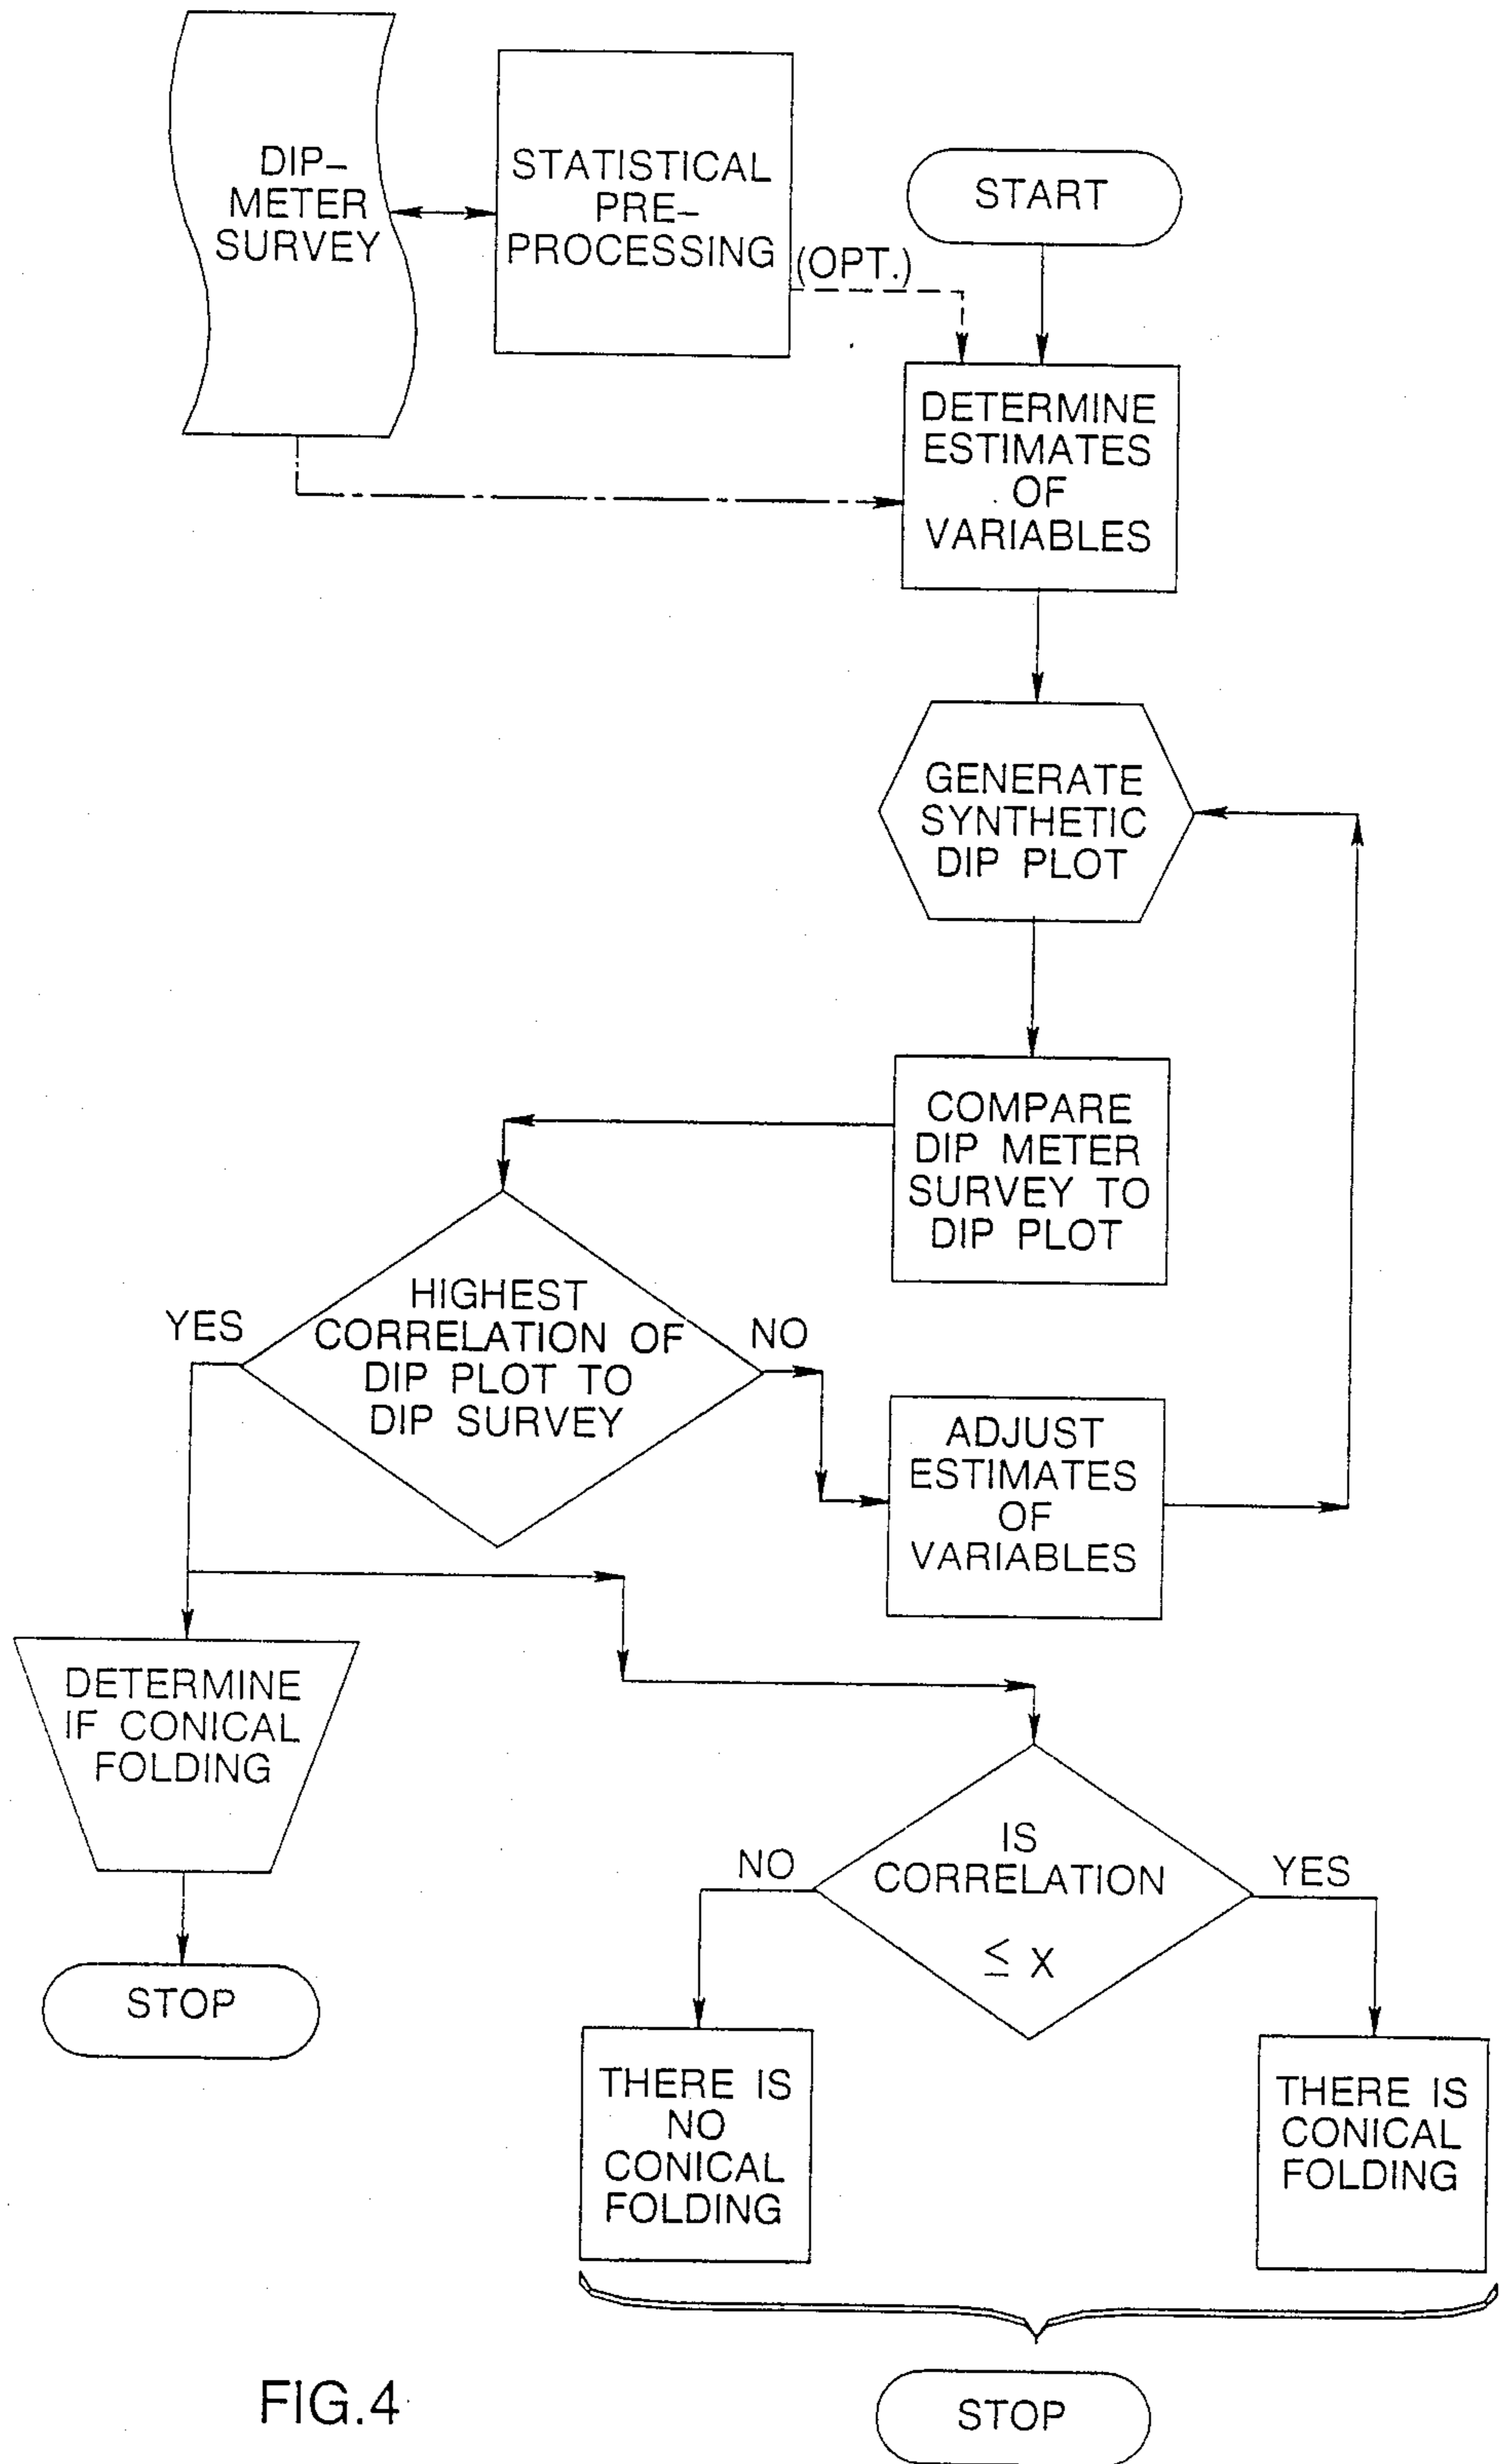 DIP-
METER
SURVEY
STATISTICAL
PRE-
PROCESSING
(OPT.)
START
DETERMINE
ESTIMATES
OF
VARIABLES
GENERATE
SYNTHETIC
DIP PLOT
COMPARE
DIP METER
SURVEY TO
DIP PLOT
HIGHEST
CORRELATION OF
DIP PLOT TO
DIP SURVEY
YES
NO
ADJUST
ESTIMATES
OF
VARIABLES
DETERMINE
IF CONICAL
FOLDING
STOP
IS
CORRELATION
≤ X
NO
YES
THERE IS
NO
CONICAL
FOLDING
THERE IS
CONICAL
FOLDING
STOP
FIG.4